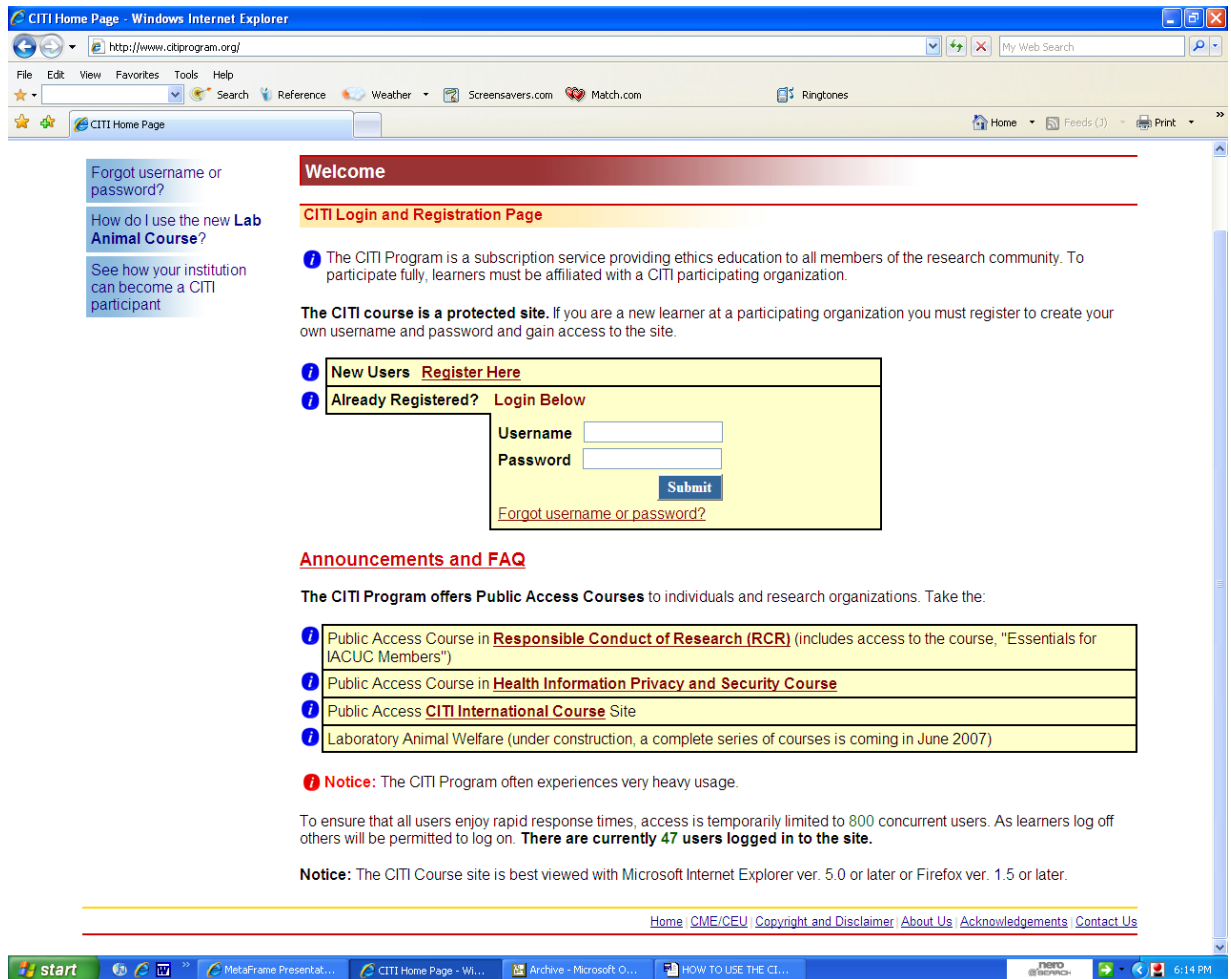 CITI Home Page - Windows Internet Explorer
http://www.citiprogram.org/
My Web Search
File Edit View Favorites Tools Help
Search Reference Weather Screensavers.com Match.com Ringtones
CITI Home Page
Home Feeds (J) Print »
Forgot username or
password?
How do I use the new Lab
Animal Course?
See how your institution
can become a CITI
participant
Welcome
CITI Login and Registration Page
The CITI Program is a subscription service providing ethics education to all members of the research community. To
participate fully, learners must be affiliated with a CITI participating organization.
The CITI course is a protected site. If you are a new learner at a participating organization you must register to create your
own username and password and gain access to the site.
New Users Register Here
Already Registered? Login Below
Username
Password
Submit
Forgot username or password?
Announcements and FAQ
The CITI Program offers Public Access Courses to individuals and research organizations. Take the:
Public Access Course in Responsible Conduct of Research (RCR) (includes access to the course, "Essentials for
IACUC Members")
Public Access Course in Health Information Privacy and Security Course
Public Access CITI International Course Site
Laboratory Animal Welfare (under construction, a complete series of courses is coming in June 2007)
Notice: The CITI Program often experiences very heavy usage.
To ensure that all users enjoy rapid response times, access is temporarily limited to 800 concurrent users. As learners log off
others will be permitted to log on. There are currently 47 users logged in to the site.
Notice: The CITI Course site is best viewed with Microsoft Internet Explorer ver. 5.0 or later or Firefox ver. 1.5 or later.
Home | CME/CEU | Copyright and Disclaimer | About Us | Acknowledgements | Contact Us
start » MetaFrame Presentat... CITI Home Page - Wi... Archive - Microsoft O... HOW TO USE THE CI... nero SEARCH 6:14 PM